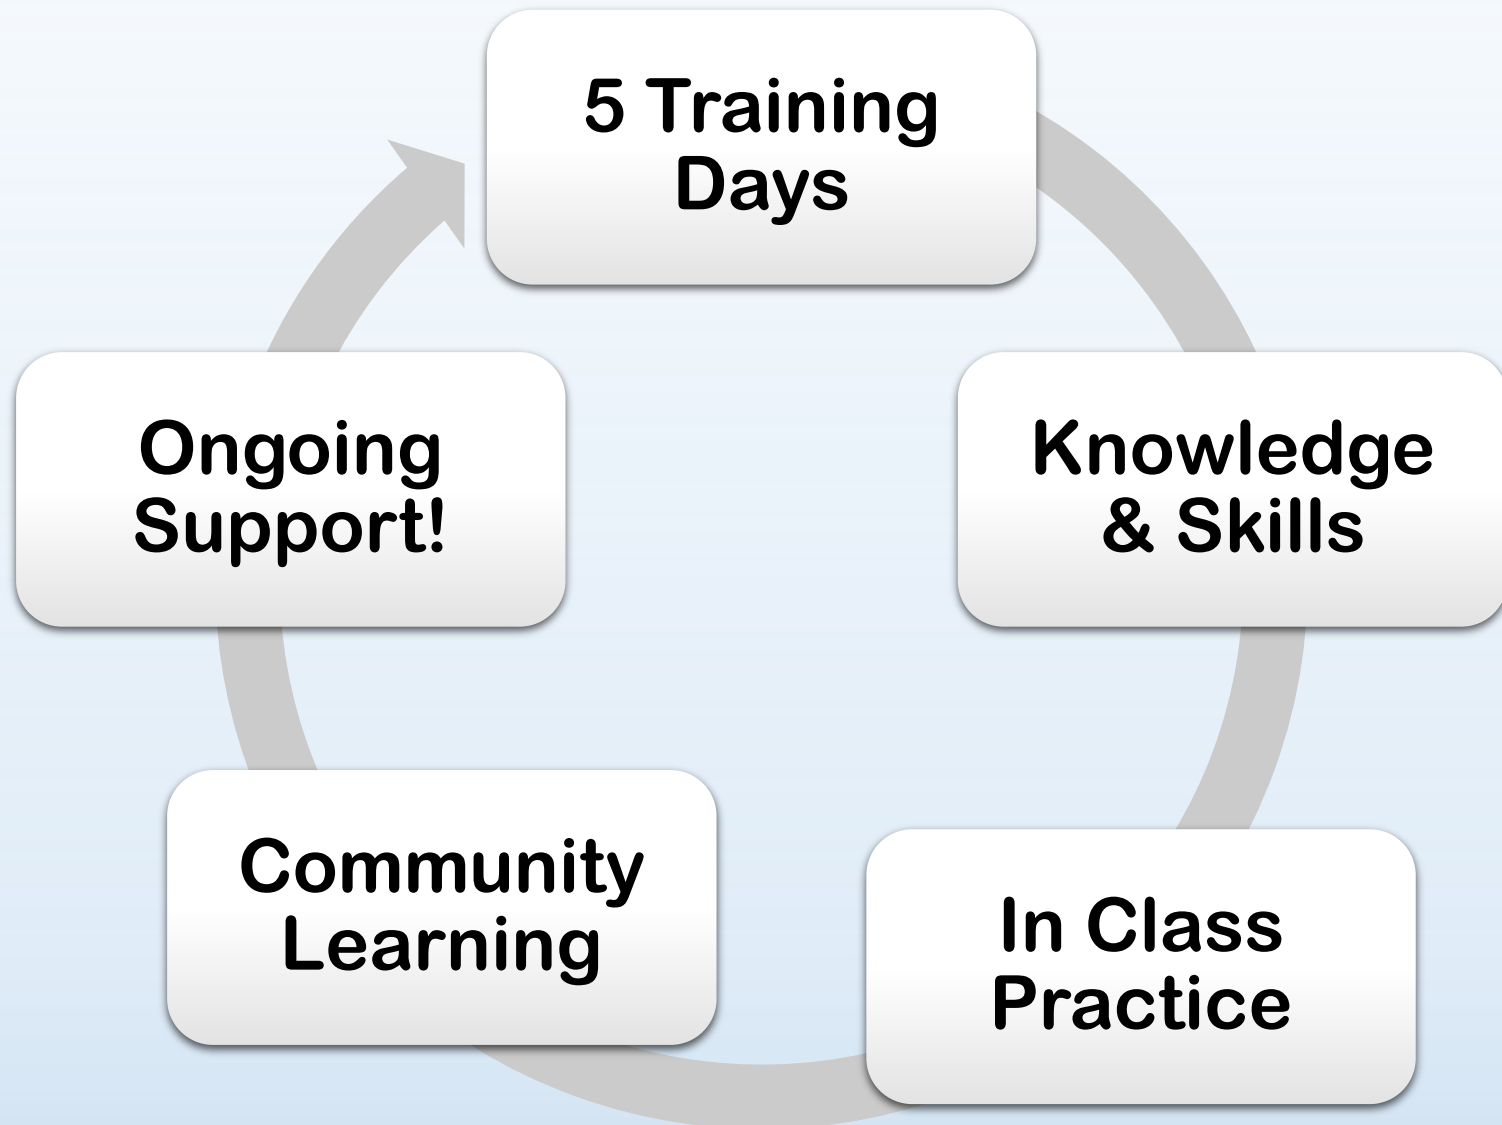 5 Training
Days
Knowledge
& Skills
In Class
Practice
Community
Learning
Ongoing
Support!